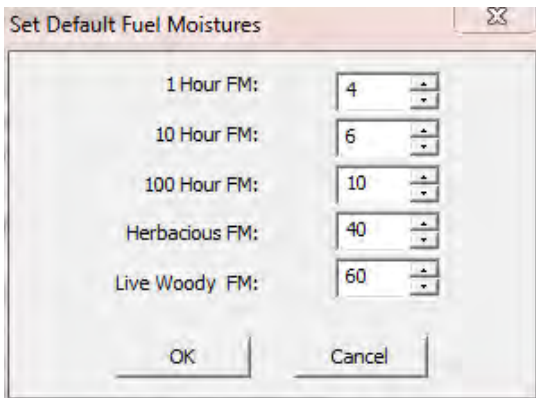 Set Default Fuel Moistures
1 Hour FM: 4
10 Hour FM: 6
100 Hour FM: 10
Herbacious FM: 40
Live Woody FM: 60
OK Cancel